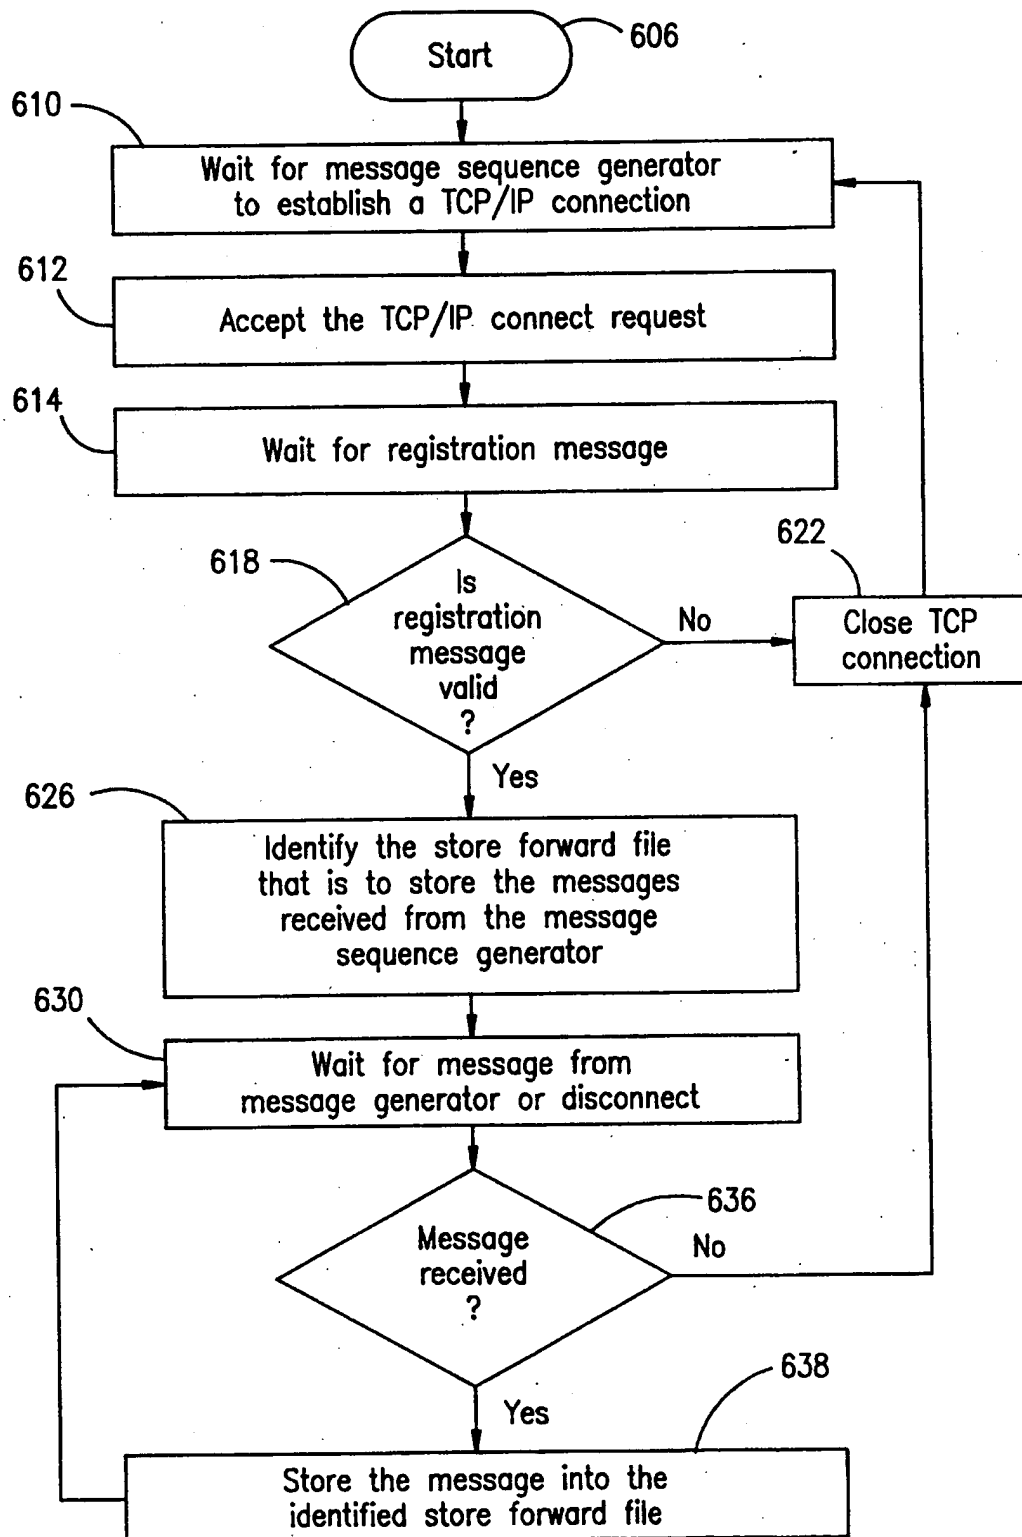 Start
606
610
Wait for message sequence generator
to establish a TCP/IP connection
612
Accept the TCP/IP connect request
614
Wait for registration message
618
Is
registration
message
valid
?
No
622
Close TCP
connection
Yes
626
Identify the store forward file
that is to store the messages
received from the message
sequence generator
630
Wait for message from
message generator or disconnect
636
Message
received
?
No
638
Yes
Store the message into the
identified store forward file